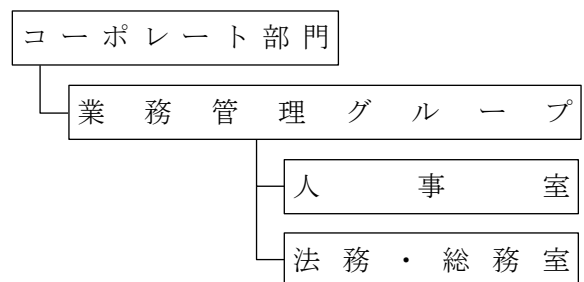 コーポレート部門
業務管理グループ
人事室
法務・総務室